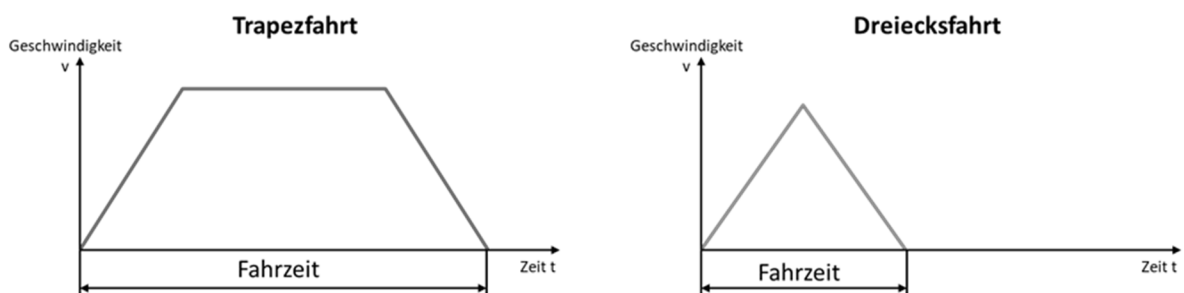 Trapezfahrt
Geschwindigkeit
v
Fahrzeit
Zeit t
Dreiecksfahrt
Geschwindigkeit
v
Fahrzeit
Zeit t